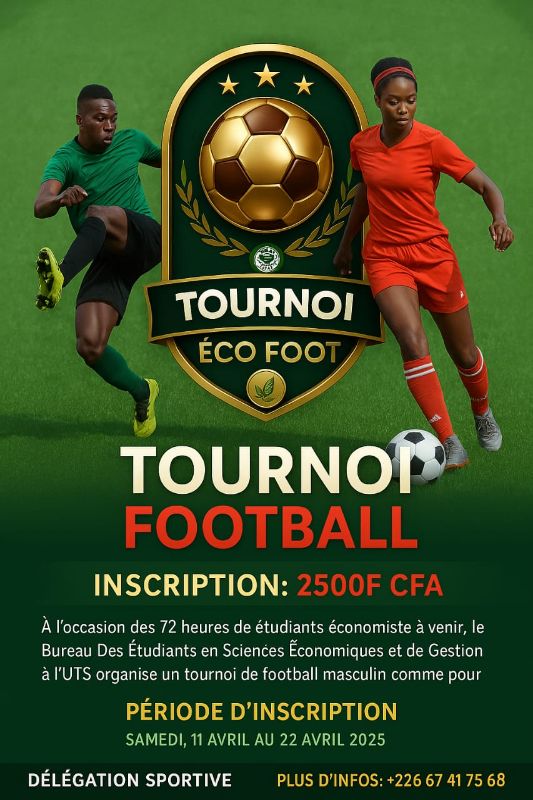 TOURNOI
ÉCO FOOT
TOURNOI
FOOTBALL
INSCRIPTION: 2500F CFA
À l'occasion des 72 heures de étudiants économiste à venir, le
Bureau Des Étudiants en Sciences Économiques et de Gestion
à l'UTS organise un tournoi de football masculin comme pour
PÉRIODE D'INSCRIPTION
SAMEDI, 11 AVRIL AU 22 AVRIL 2025
DÉLÉGATION SPORTIVE PLUS D'INFOS: +226 67 41 75 68